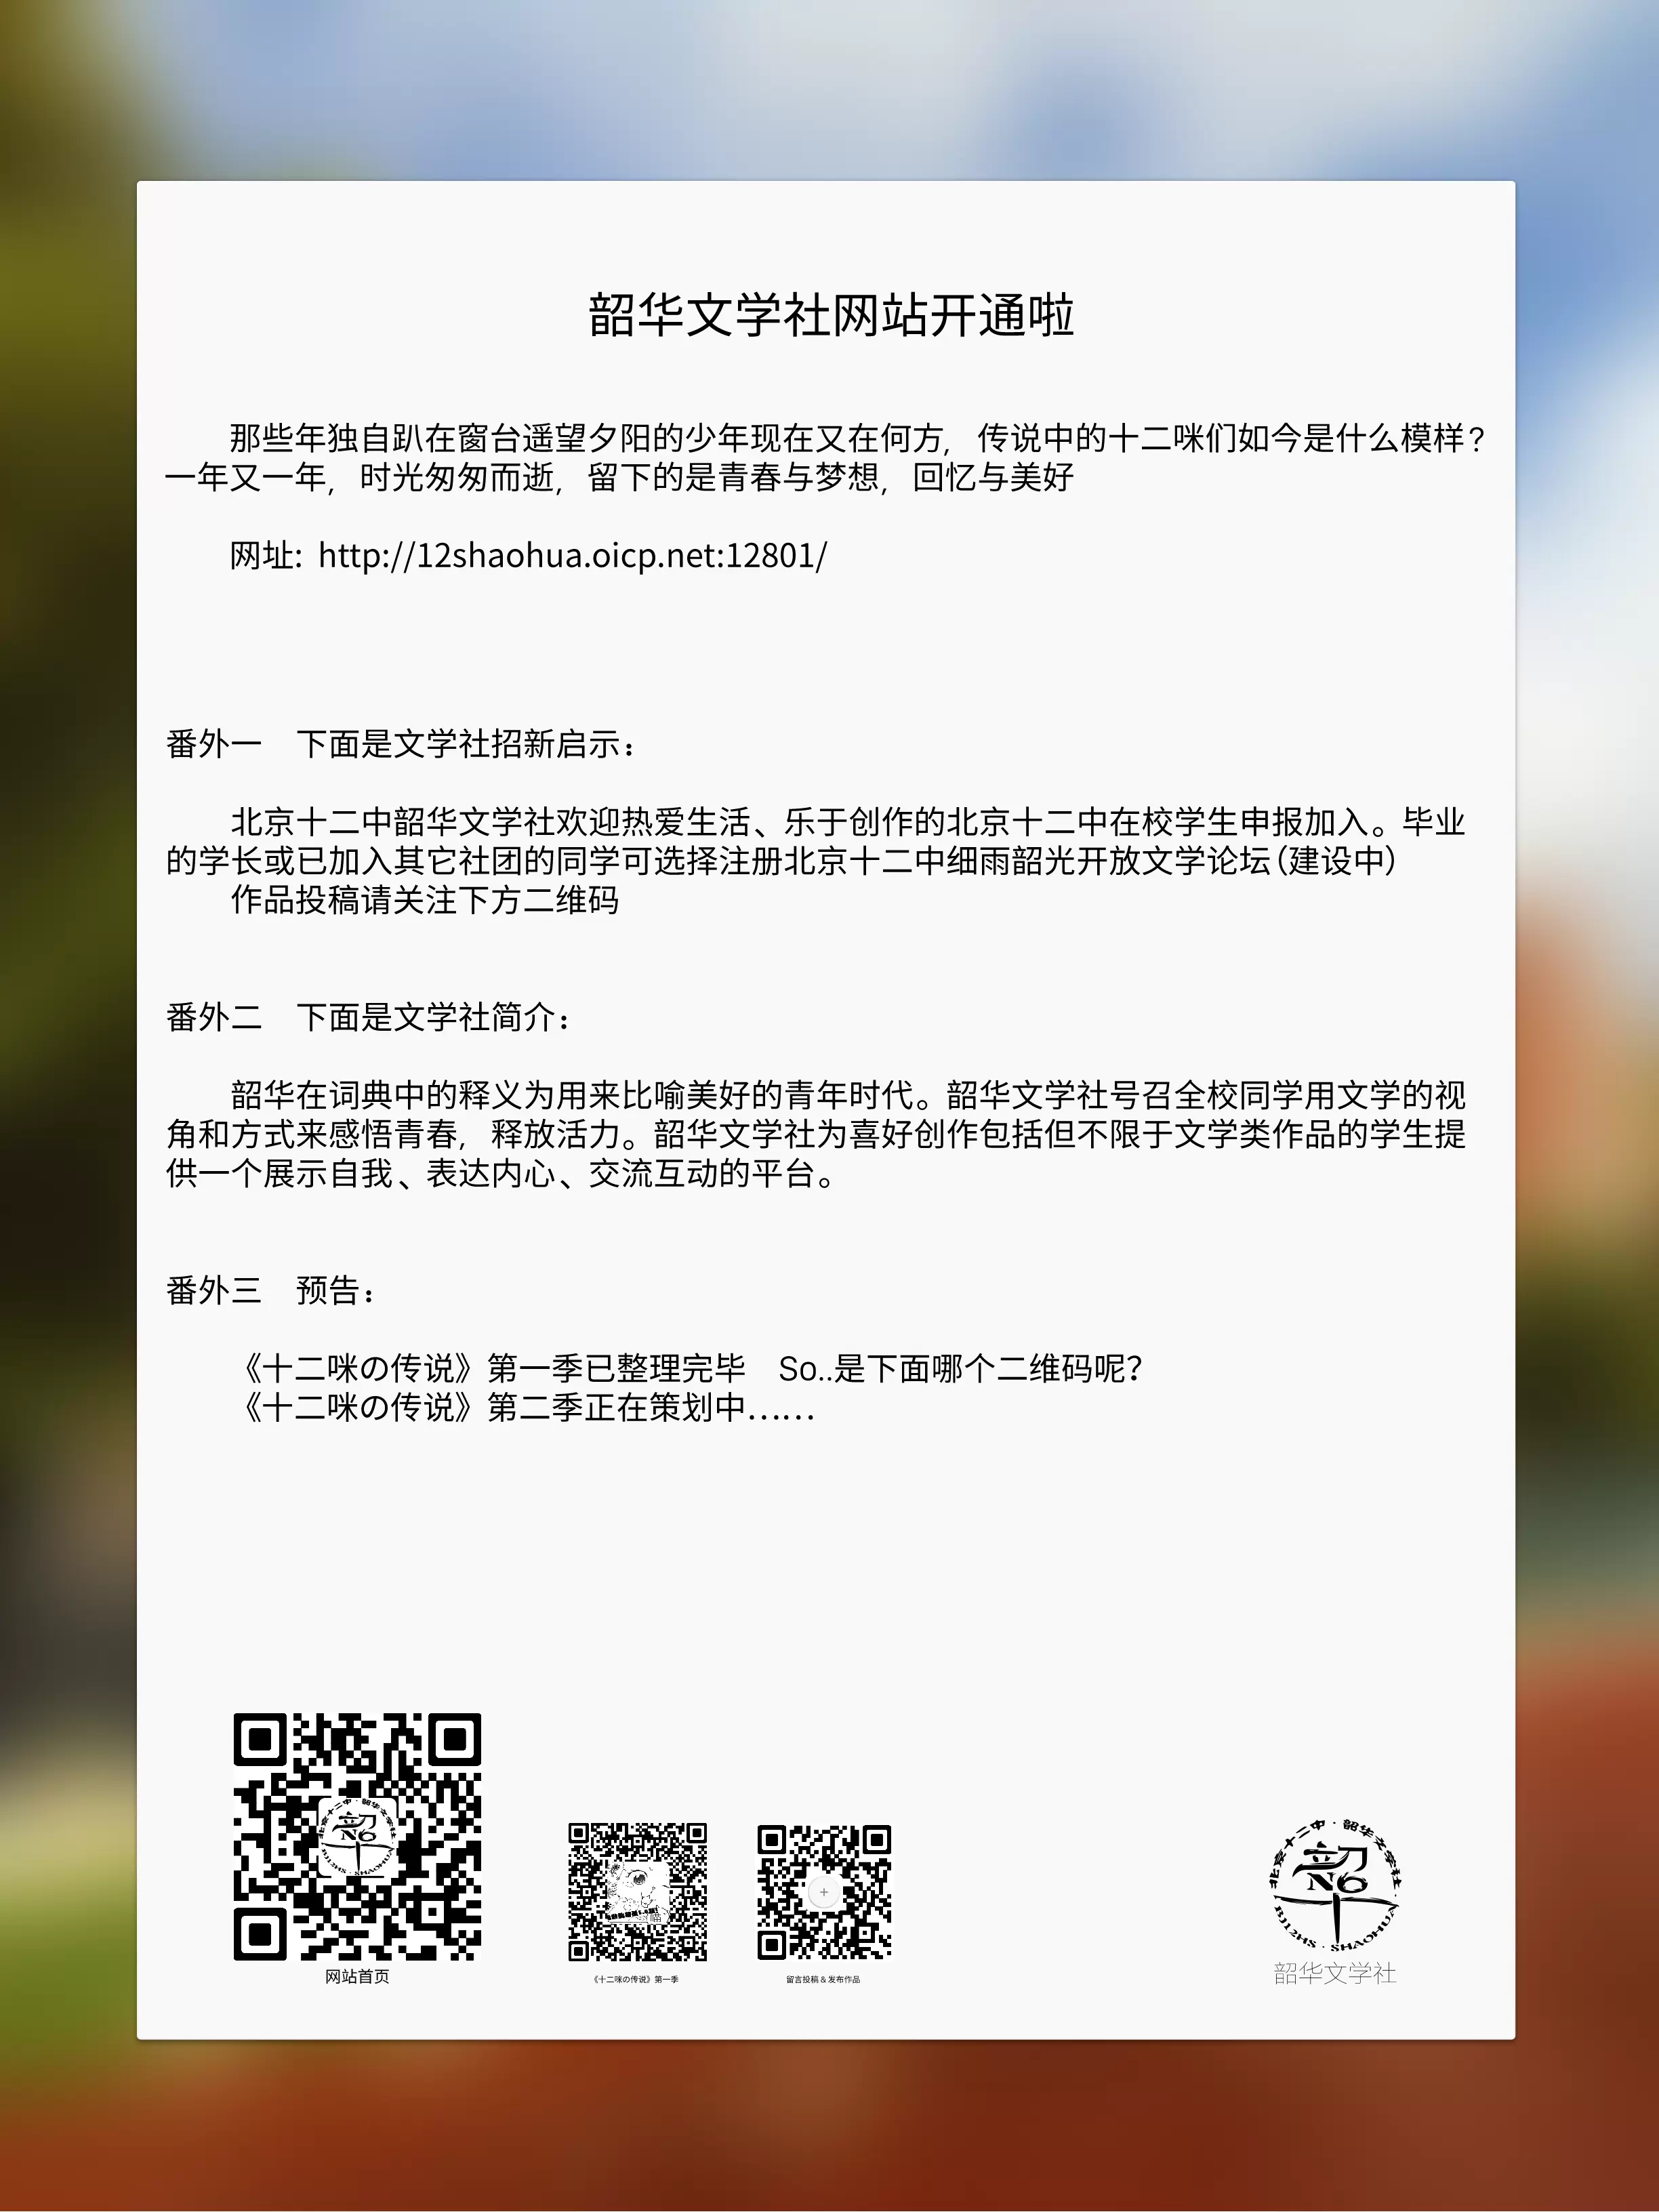 韶华文学社网站开通啦
那些年独自趴在窗台遥望夕阳的少年现在又在何方，传说中的十二咪们如今是什么模样？
一年又一年，时光匆匆而逝，留下的是青春与梦想，回忆与美好
网址：http://12shaohua.oicp.net:12801/
番外一　下面是文学社招新启示：
北京十二中韶华文学社欢迎热爱生活、乐于创作的北京十二中在校学生申报加入。毕业
的学长或已加入其它社团的同学可选择注册北京十二中细雨韶光开放文学论坛（建设中）
作品投稿请关注下方二维码
番外二　下面是文学社简介：
韶华在词典中的释义为用来比喻美好的青年时代。韶华文学社号召全校同学用文学的视
角和方式来感悟青春，释放活力。韶华文学社为喜好创作包括但不限于文学类作品的学生提
供一个展示自我、表达内心、交流互动的平台。
番外三　预告：
《十二咪の传说》第一季已整理完毕　So..是下面哪个二维码呢？
《十二咪の传说》第二季正在策划中……
北京十二中·韶华文学社
韶
No
BJ12HS · SHAOHUA
网站首页
《十二咪の传说》第一季
留言投稿 & 发布作品
北京十二中·韶华文学社
韶
No
BJ12HS · SHAOHUA
韶华文学社